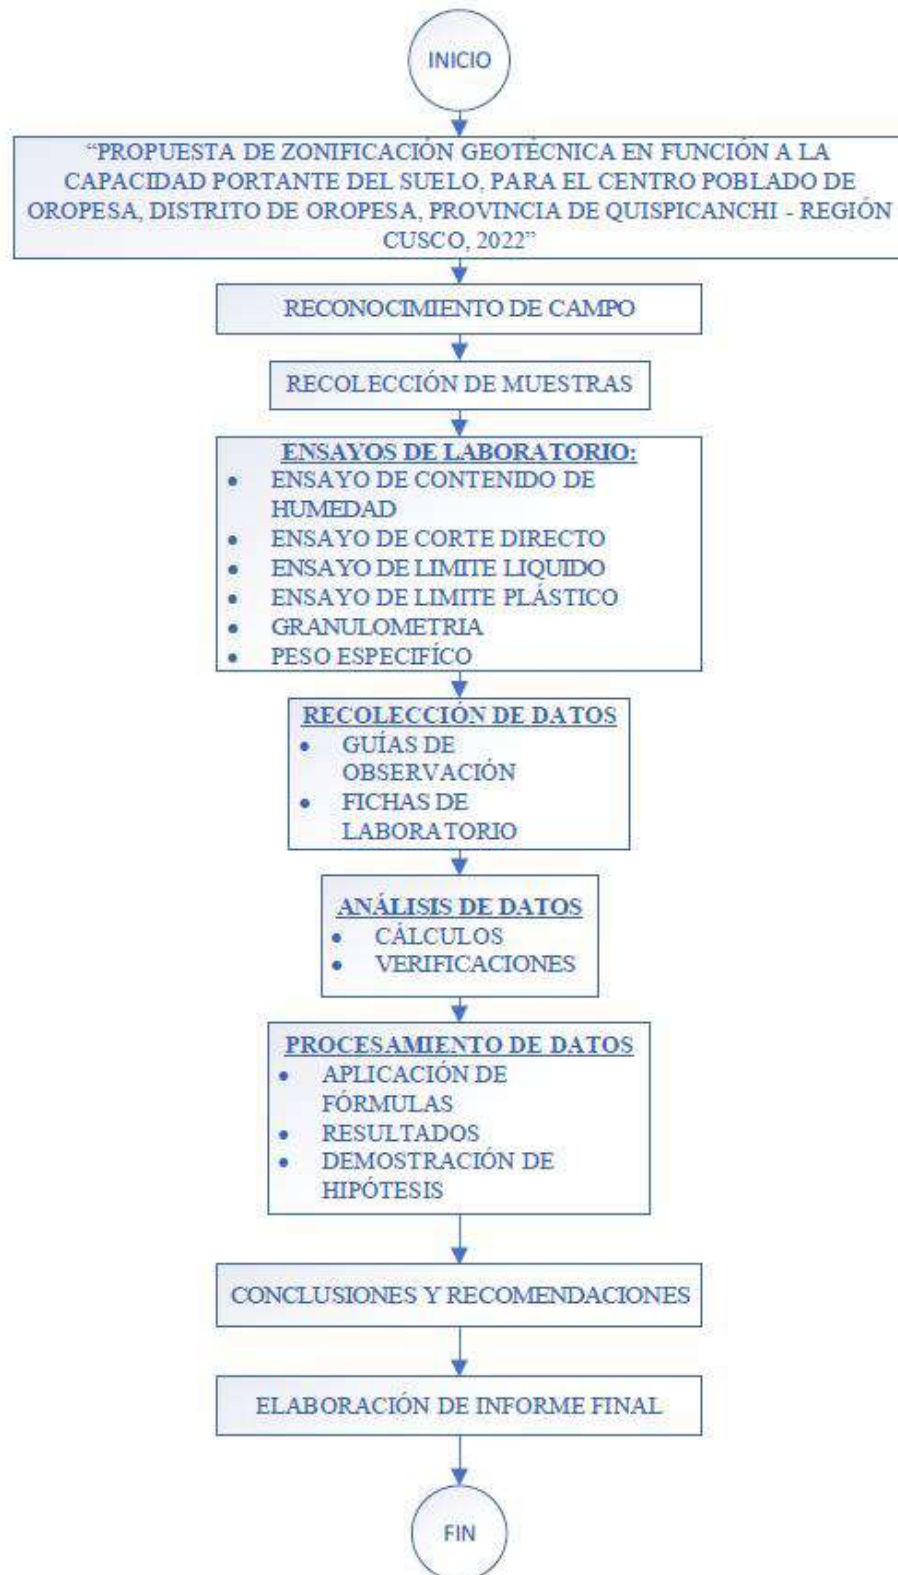 INICIO
“PROPUESTA DE ZONIFICACIÓN GEOTÉCNICA EN FUNCIÓN A LA
CAPACIDAD PORTANTE DEL SUELO, PARA EL CENTRO POBLADO DE
OROPESA, DISTRITO DE OROPESA, PROVINCIA DE QUISPICANCHI - REGIÓN
CUSCO, 2022”
RECONOCIMIENTO DE CAMPO
RECOLECCIÓN DE MUESTRAS
ENSAYOS DE LABORATORIO:
• ENSAYO DE CONTENIDO DE
HUMEDAD
• ENSAYO DE CORTE DIRECTO
• ENSAYO DE LIMITE LIQUIDO
• ENSAYO DE LIMITE PLÁSTICO
• GRANULOMETRIA
• PESO ESPECIFÍCO
RECOLECCIÓN DE DATOS
• GUÍAS DE
OBSERVACIÓN
• FICHAS DE
LABORATORIO
ANÁLISIS DE DATOS
• CÁLCULOS
• VERIFICACIONES
PROCESAMIENTO DE DATOS
• APLICACIÓN DE
FÓRMULAS
• RESULTADOS
• DEMOSTRACIÓN DE
HIPÓTESIS
CONCLUSIONES Y RECOMENDACIONES
ELABORACIÓN DE INFORME FINAL
FIN